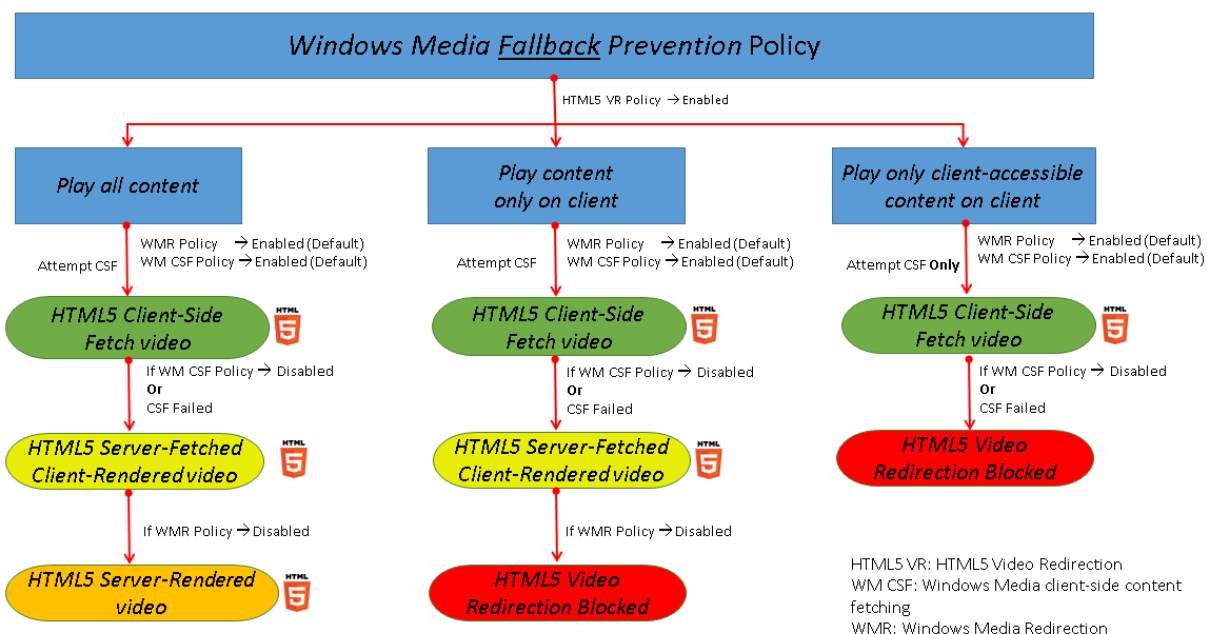 Windows Media Fallback Prevention Policy
HTML5 VR Policy → Enabled
Play all content
Play content
only on client
Play only client-accessible
content on client
Attempt CSF
WMR Policy → Enabled (Default)
WM CSF Policy → Enabled (Default)
Attempt CSF
WMR Policy → Enabled (Default)
WM CSF Policy → Enabled (Default)
Attempt CSF Only
WMR Policy → Enabled (Default)
WM CSF Policy → Enabled (Default)
HTML5 Client-Side
Fetch video
HTML
5
HTML5 Client-Side
Fetch video
HTML
5
HTML5 Client-Side
Fetch video
HTML
5
If WM CSF Policy → Disabled
Or
CSF Failed
If WM CSF Policy → Disabled
Or
CSF Failed
If WM CSF Policy → Disabled
Or
CSF Failed
HTML5 Server-Fetched
Client-Rendered video
HTML
5
HTML5 Server-Fetched
Client-Rendered video
HTML
5
HTML5 Video
Redirection Blocked
If WMR Policy → Disabled
If WMR Policy → Disabled
HTML5 Server-Rendered
video
HTML
5
HTML5 Video
Redirection Blocked
HTML5 VR: HTML5 Video Redirection
WM CSF: Windows Media client-side content
fetching
WMR: Windows Media Redirection